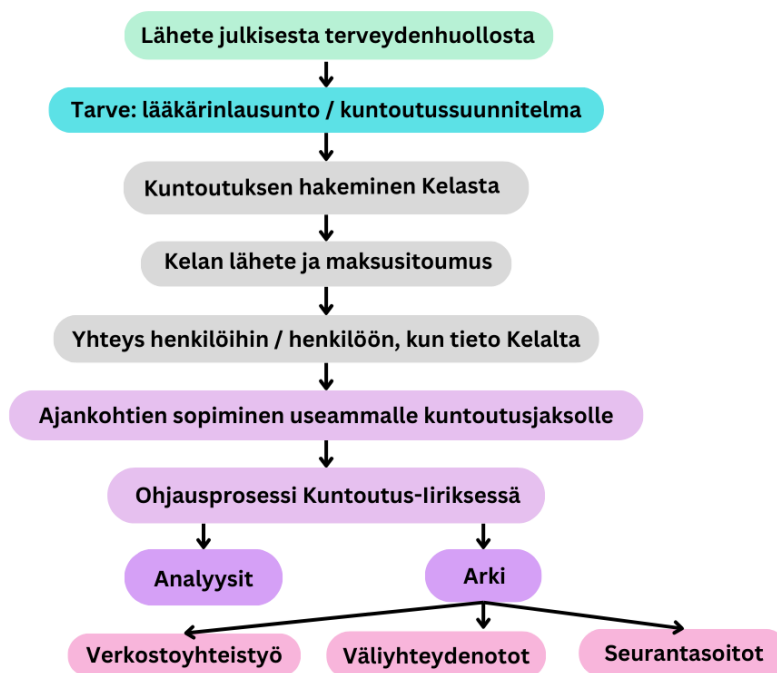 Lähete julkisesta terveydenhuollosta
Tarve: lääkärinlausunto / kuntoutussuunnitelma
Kuntoutuksen hakeminen Kelasta
Kelan lähete ja maksusitoumus
Yhteys henkilöihin / henkilöön, kun tieto Kelalta
Ajankohtien sopiminen useammalle kuntoutusjaksolle
Ohjausprosessi Kuntoutus-Iiriksessä
Analyysit
Arki
Verkostoyhteistyö
Väliyhteydenotot
Seurantasoitot